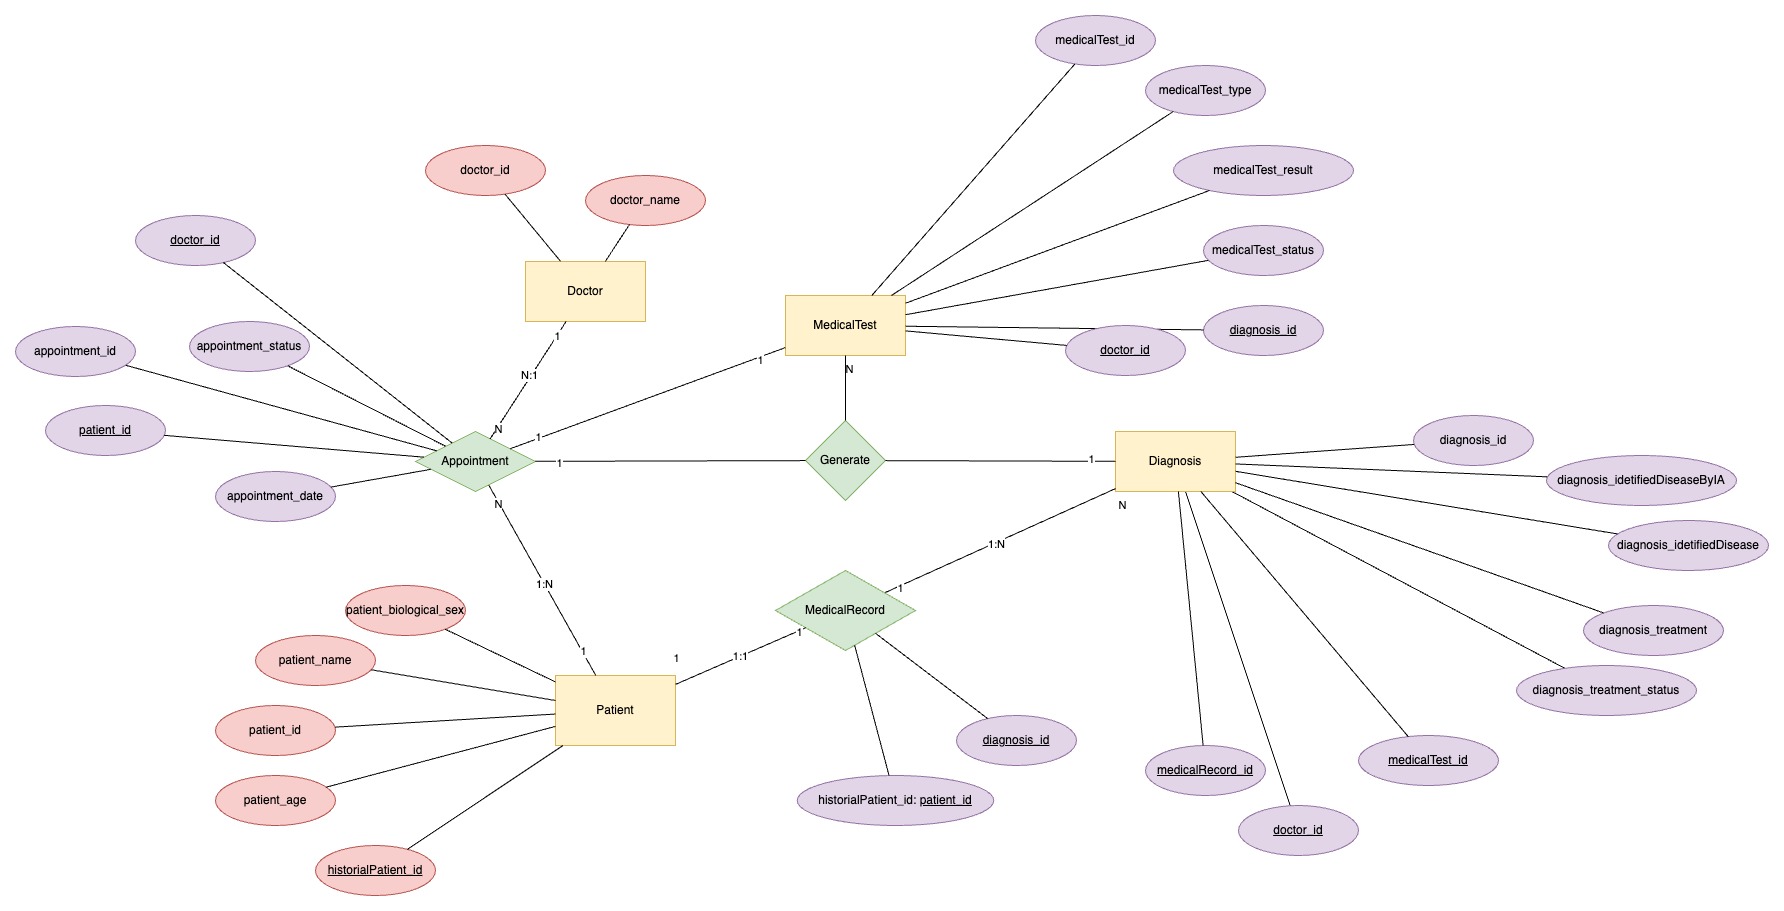 medicalTest_id
medicalTest_type
doctor_id
medicalTest_result
doctor_name
doctor_id
medicalTest_status
Doctor
MedicalTest
diagnosis_id
doctor_id
appointment_status
appointment_id
1
1
N
N:1
patient_id
N
1
Appointment
1
Generate
1
Diagnosis
diagnosis_id
diagnosis_idetifiedDiseaseByIA
appointment_date
N
N
1:N
diagnosis_idetifiedDisease
1:N
1
patient_biological_sex
MedicalRecord
1
diagnosis_treatment
1
1
1:1
patient_name
diagnosis_treatment_status
Patient
patient_id
diagnosis_id
medicalRecord_id
medicalTest_id
patient_age
historialPatient_id: patient_id
doctor_id
historialPatient_id